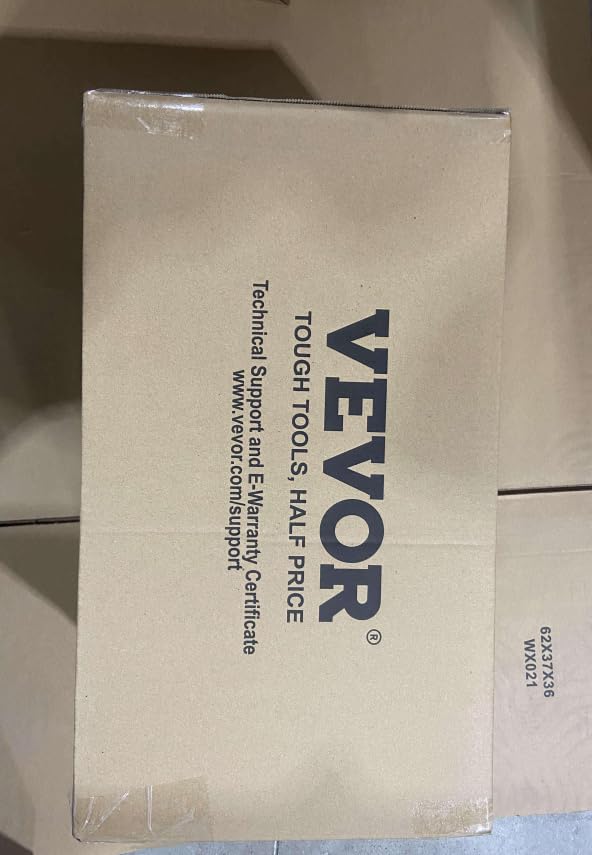 VEVOR®
TOUGH TOOLS, HALF PRICE
Technical Support and E-Warranty Certificate
www.vevor.com/support
62X37X36
WX021